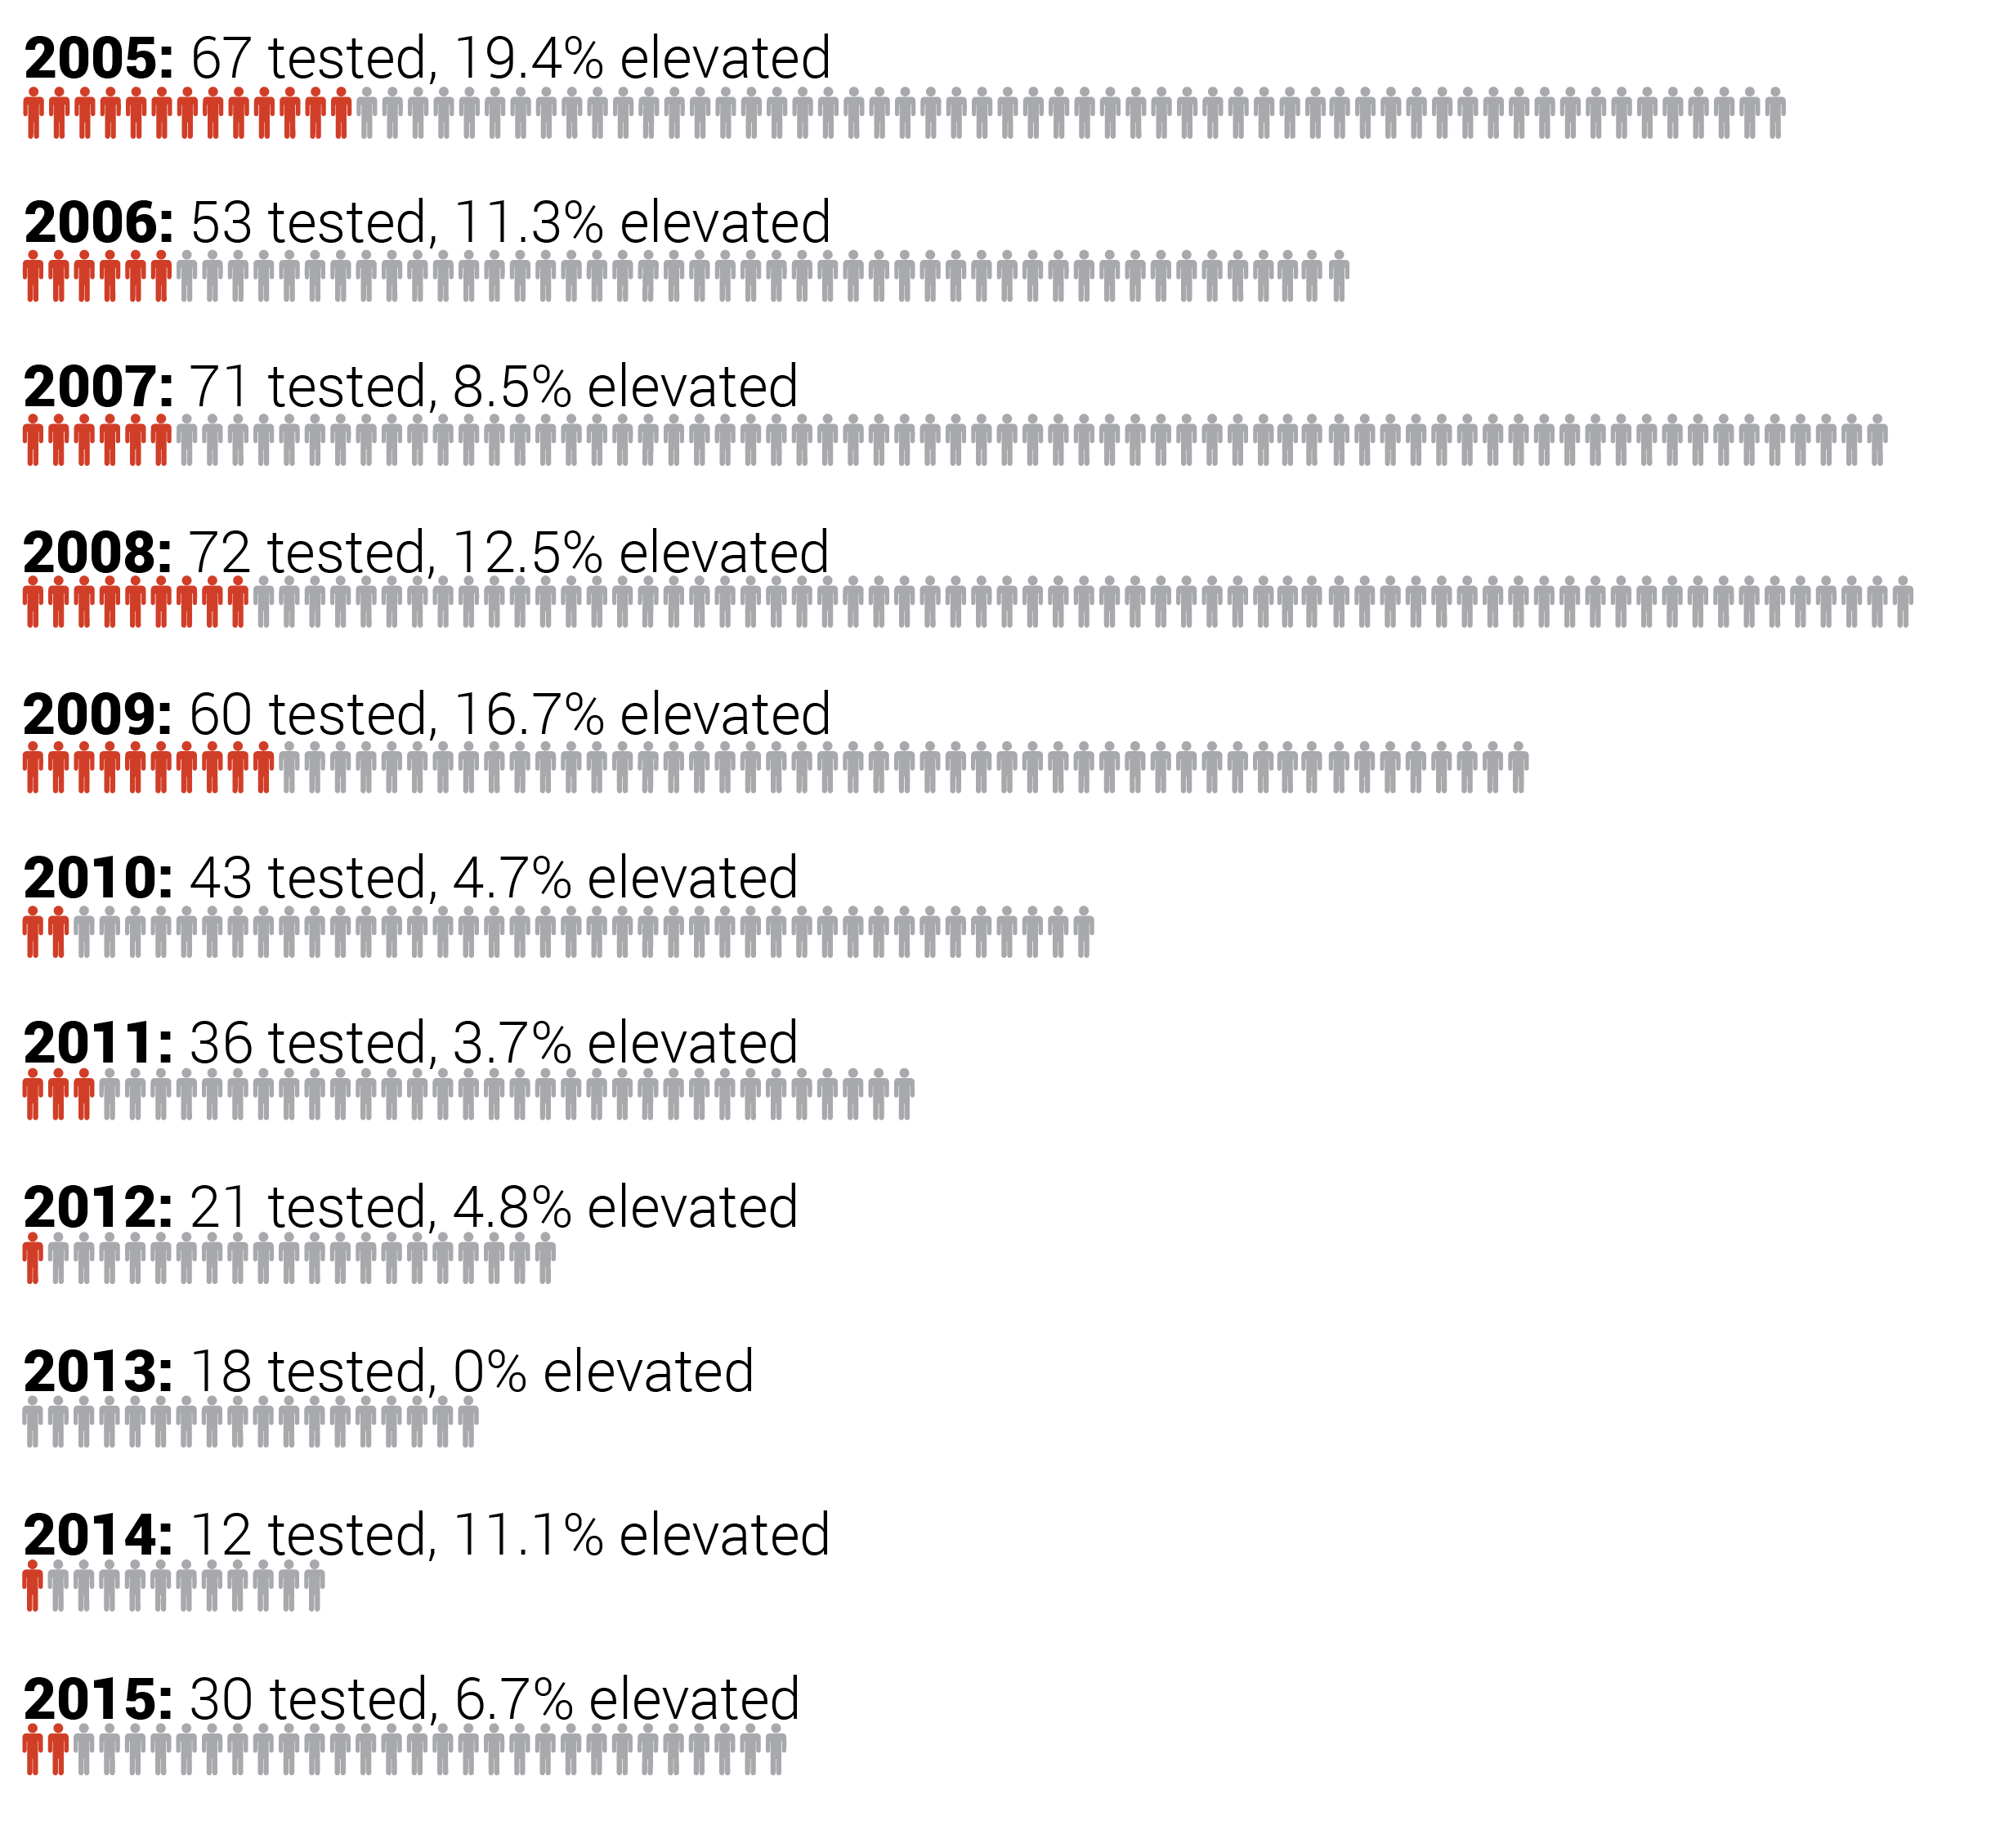 2005: 67 tested, 19.4% elevated
2006: 53 tested, 11.3% elevated
2007: 71 tested, 8.5% elevated
2008: 72 tested, 12.5% elevated
2009: 60 tested, 16.7% elevated
2010: 43 tested, 4.7% elevated
2011: 36 tested, 3.7% elevated
2012: 21 tested, 4.8% elevated
2013: 18 tested, 0% elevated
2014: 12 tested, 11.1% elevated
2015: 30 tested, 6.7% elevated